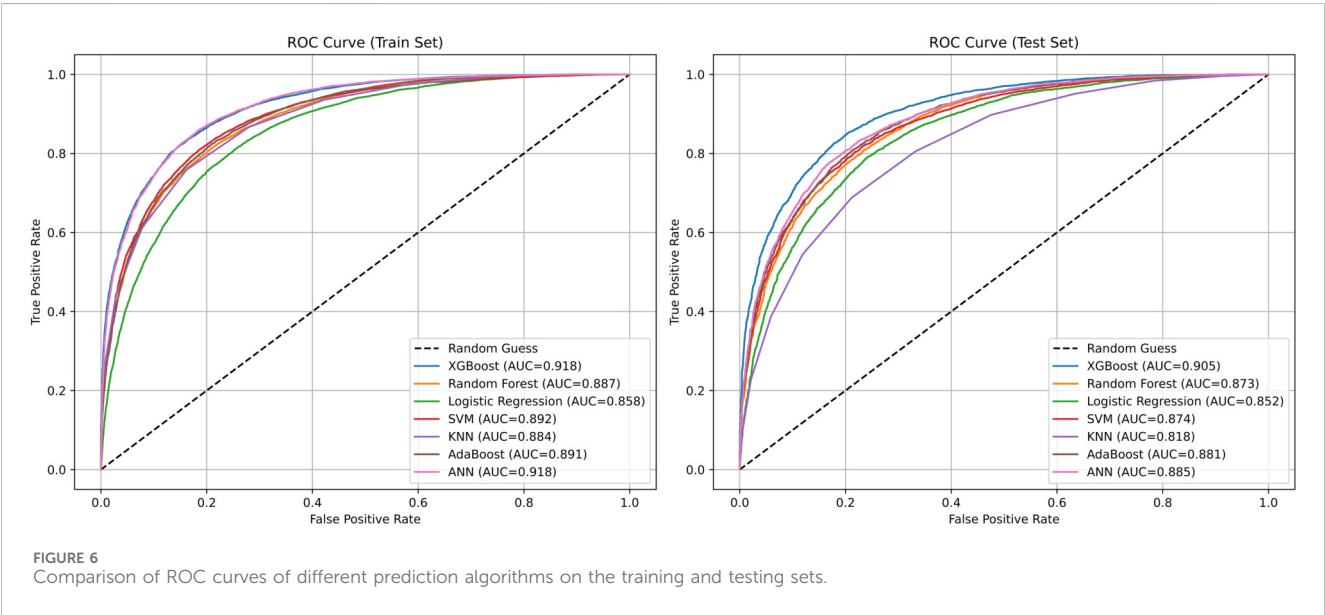 ROC Curve (Train Set)
1.0
0.8
0.6
0.4
0.2
0.0
True Positive Rate
Random Guess
XGBoost (AUC=0.918)
Random Forest (AUC=0.887)
Logistic Regression (AUC=0.858)
SVM (AUC=0.892)
KNN (AUC=0.884)
AdaBoost (AUC=0.891)
ANN (AUC=0.918)
0.0 0.2 0.4 0.6 0.8 1.0
False Positive Rate
ROC Curve (Test Set)
1.0
0.8
0.6
0.4
0.2
0.0
True Positive Rate
Random Guess
XGBoost (AUC=0.905)
Random Forest (AUC=0.873)
Logistic Regression (AUC=0.852)
SVM (AUC=0.874)
KNN (AUC=0.818)
AdaBoost (AUC=0.881)
ANN (AUC=0.885)
0.0 0.2 0.4 0.6 0.8 1.0
False Positive Rate
FIGURE 6
Comparison of ROC curves of different prediction algorithms on the training and testing sets.